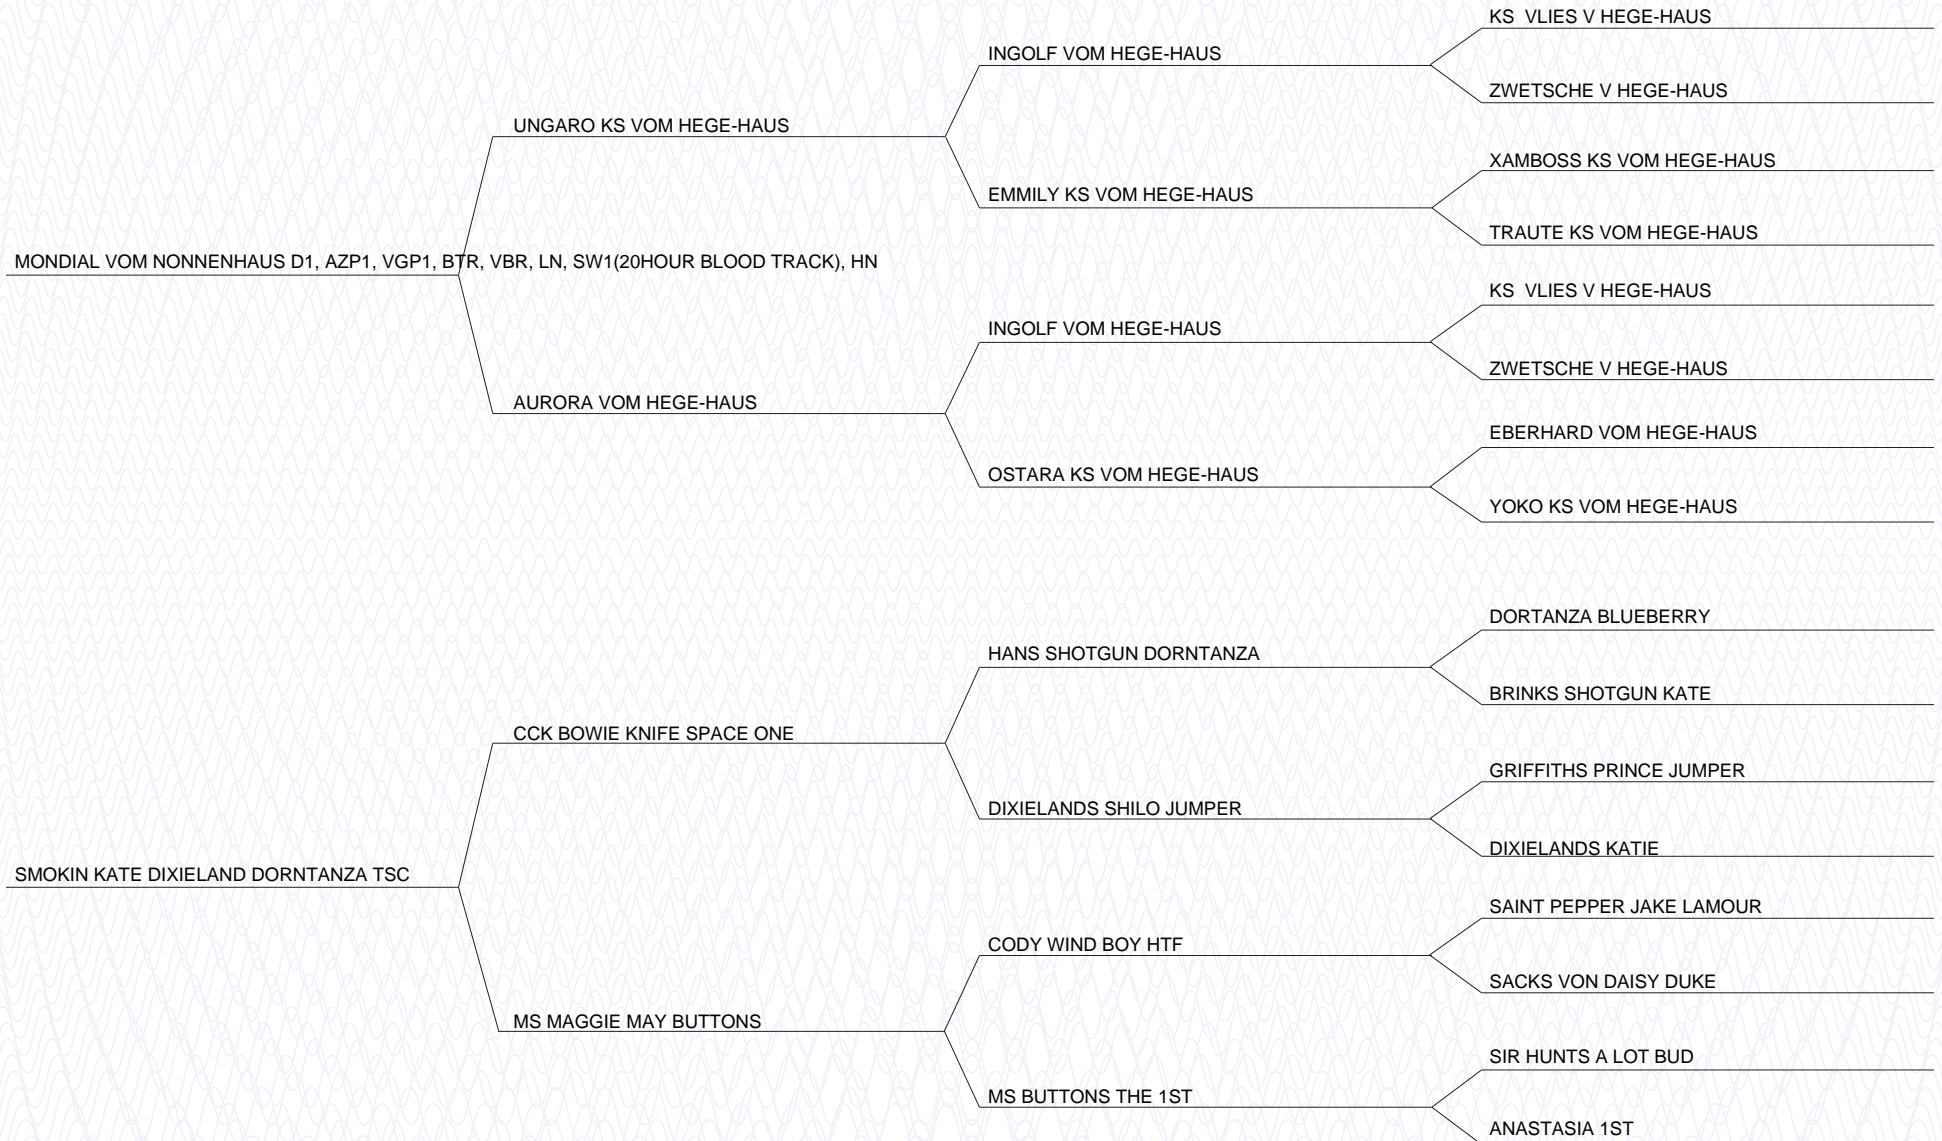 KS  VLIES V HEGE-HAUS
INGOLF VOM HEGE-HAUS
ZWETSCHE V HEGE-HAUS
UNGARO KS VOM HEGE-HAUS
XAMBOSS KS VOM HEGE-HAUS
EMMILY KS VOM HEGE-HAUS
TRAUTE KS VOM HEGE-HAUS
MONDIAL VOM NONNENHAUS D1, AZP1, VGP1, BTR, VBR, LN, SW1(20HOUR BLOOD TRACK), HN
KS  VLIES V HEGE-HAUS
INGOLF VOM HEGE-HAUS
ZWETSCHE V HEGE-HAUS
AURORA VOM HEGE-HAUS
EBERHARD VOM HEGE-HAUS
OSTARA KS VOM HEGE-HAUS
YOKO KS VOM HEGE-HAUS
DORTANZA BLUEBERRY
HANS SHOTGUN DORNTANZA
BRINKS SHOTGUN KATE
CCK BOWIE KNIFE SPACE ONE
GRIFFITHS PRINCE JUMPER
DIXIELANDS SHILO JUMPER
DIXIELANDS KATIE
SMOKIN KATE DIXIELAND DORNTANZA TSC
SAINT PEPPER JAKE LAMOUR
CODY WIND BOY HTF
SACKS VON DAISY DUKE
MS MAGGIE MAY BUTTONS
SIR HUNTS A LOT BUD
MS BUTTONS THE 1ST
ANASTASIA 1ST